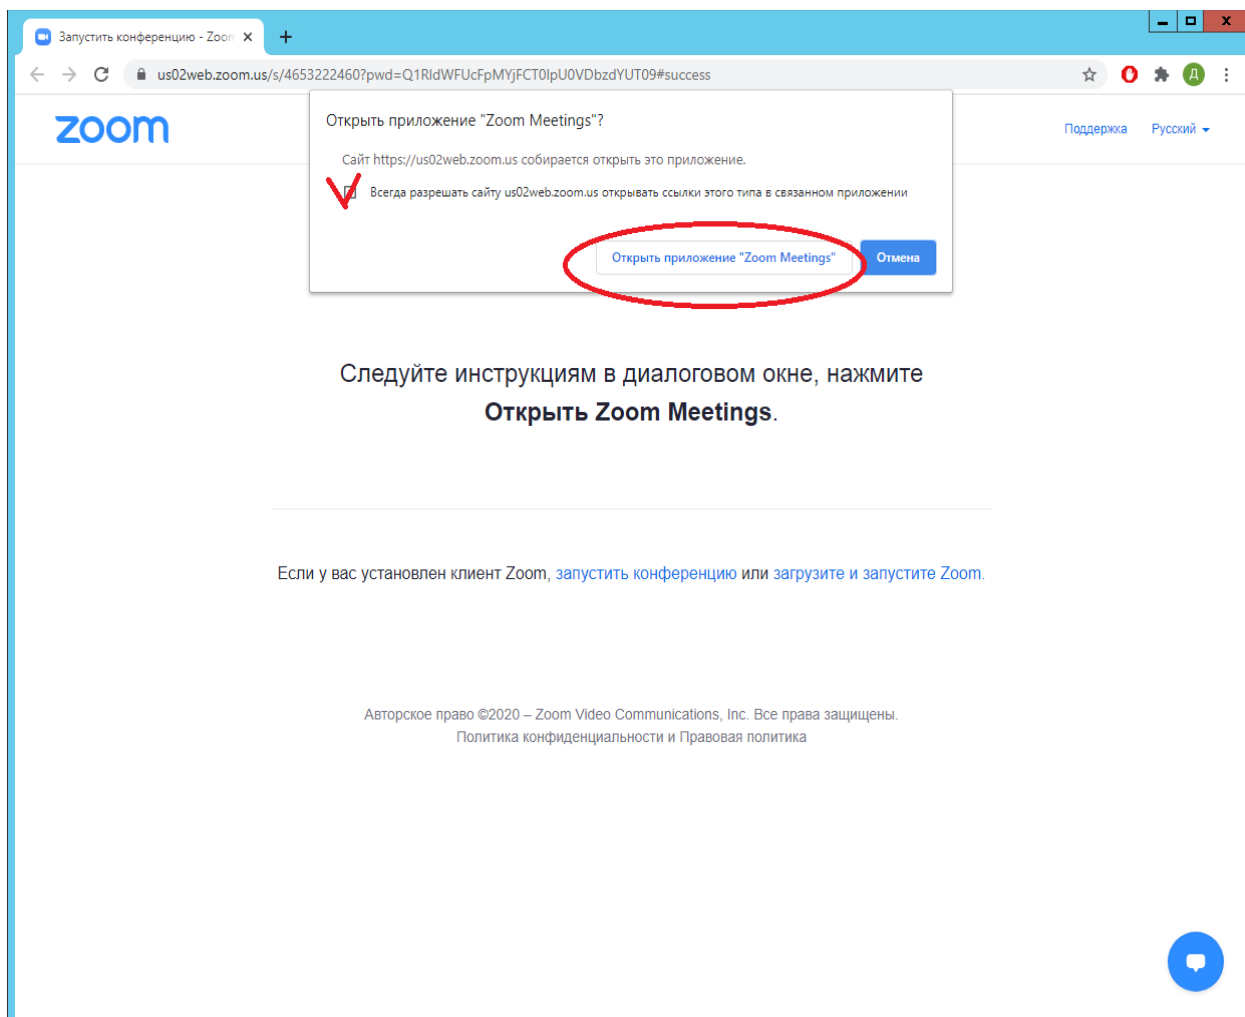 Запустить конференцию - Zoom
us02web.zoom.us/s/4653222460?pwd=Q1RldWFUcFpMYjFCT0lpU0VDbzdYUT09#success
Д
zoom
Поддержка
Русский
Открыть приложение "Zoom Meetings"?
Сайт https://us02web.zoom.us собирается открыть это приложение.
Всегда разрешать сайту us02web.zoom.us открывать ссылки этого типа в связанном приложении
Открыть приложение "Zoom Meetings"
Отмена
Следуйте инструкциям в диалоговом окне, нажмите
Открыть Zoom Meetings.
Если у вас установлен клиент Zoom, запустить конференцию или загрузите и запустите Zoom.
Авторское право ©2020 – Zoom Video Communications, Inc. Все права защищены.
Политика конфиденциальности и Правовая политика